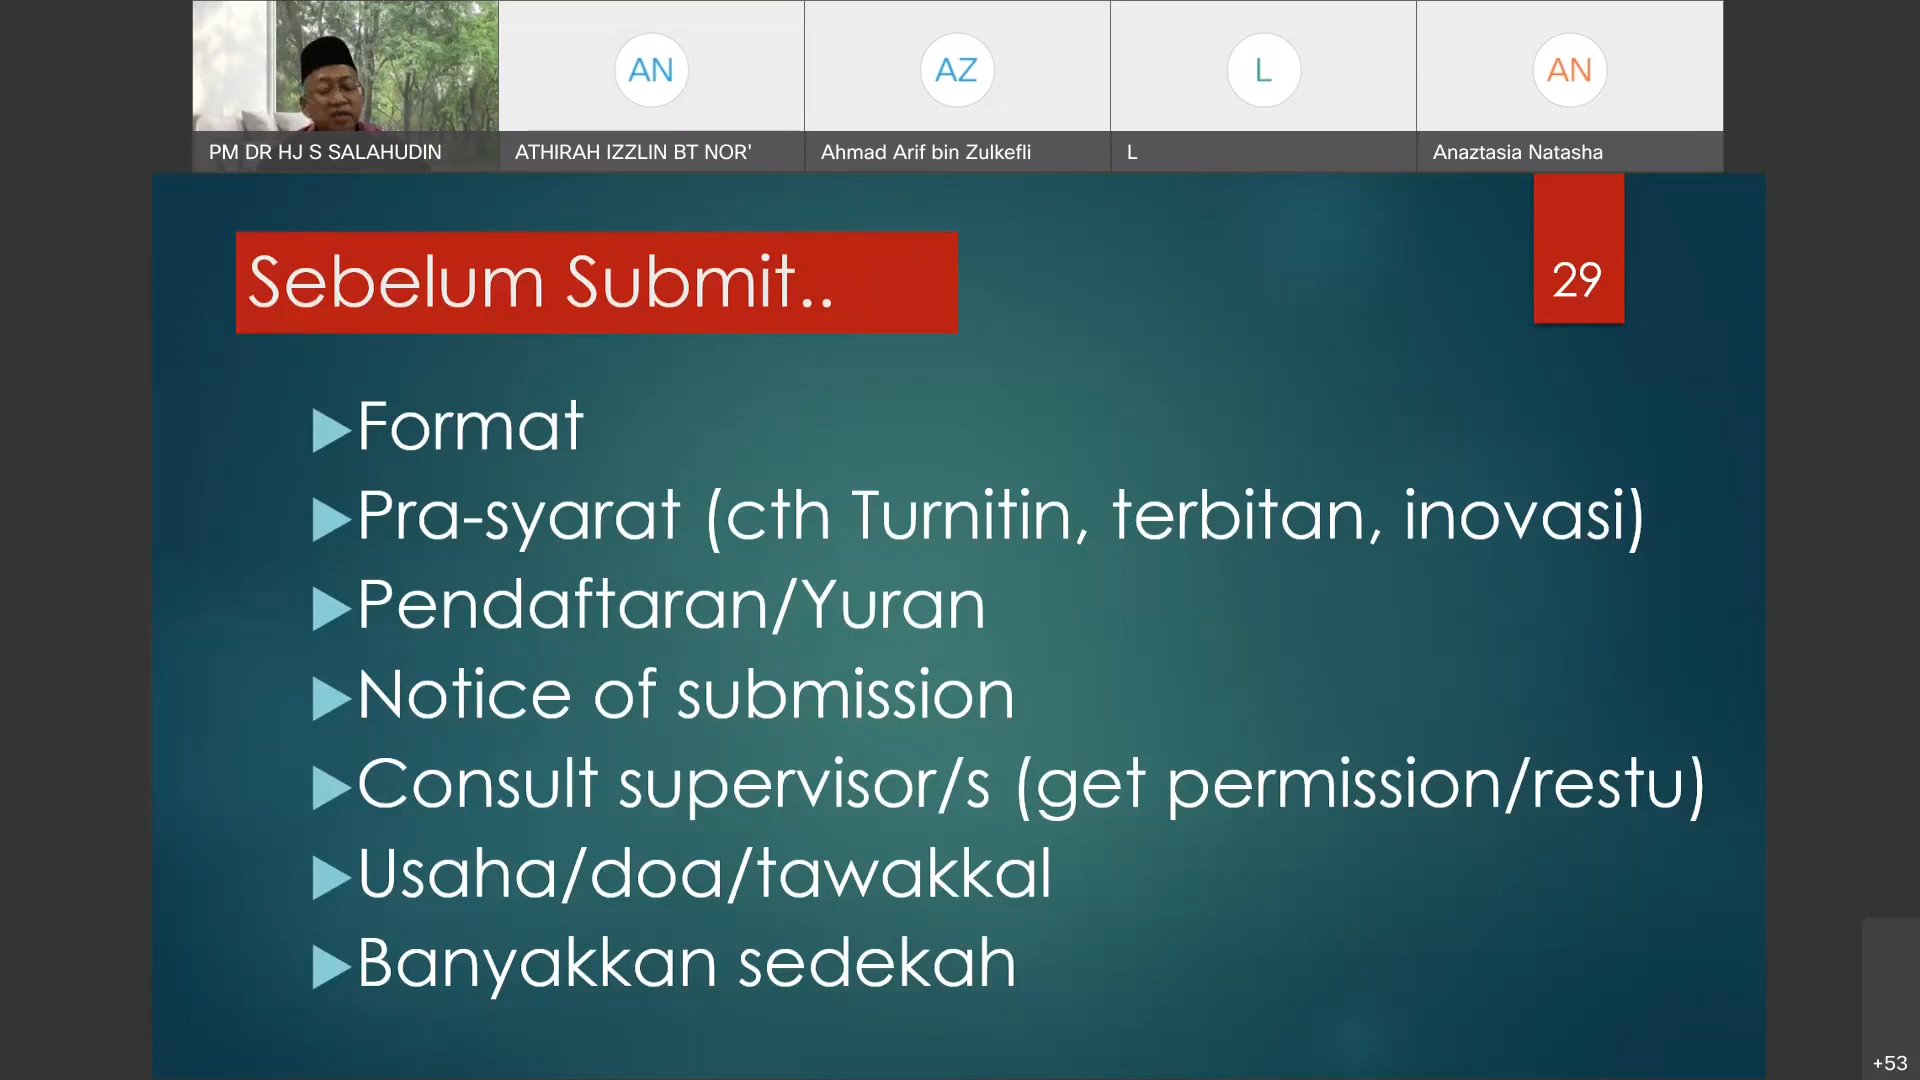 AN
AZ
L
AN
PM DR HJ S SALAHUDIN
ATHIRAH IZZLIN BT NOR'
Ahmad Arif bin Zulkefli
L
Anaztasia Natasha
Sebelum Submit..
29
Format
Pra-syarat (cth Turnitin, terbitan, inovasi)
Pendaftaran/Yuran
Notice of submission
Consult supervisor/s (get permission/restu)
Usaha/doa/tawakkal
Banyakkan sedekah
+53